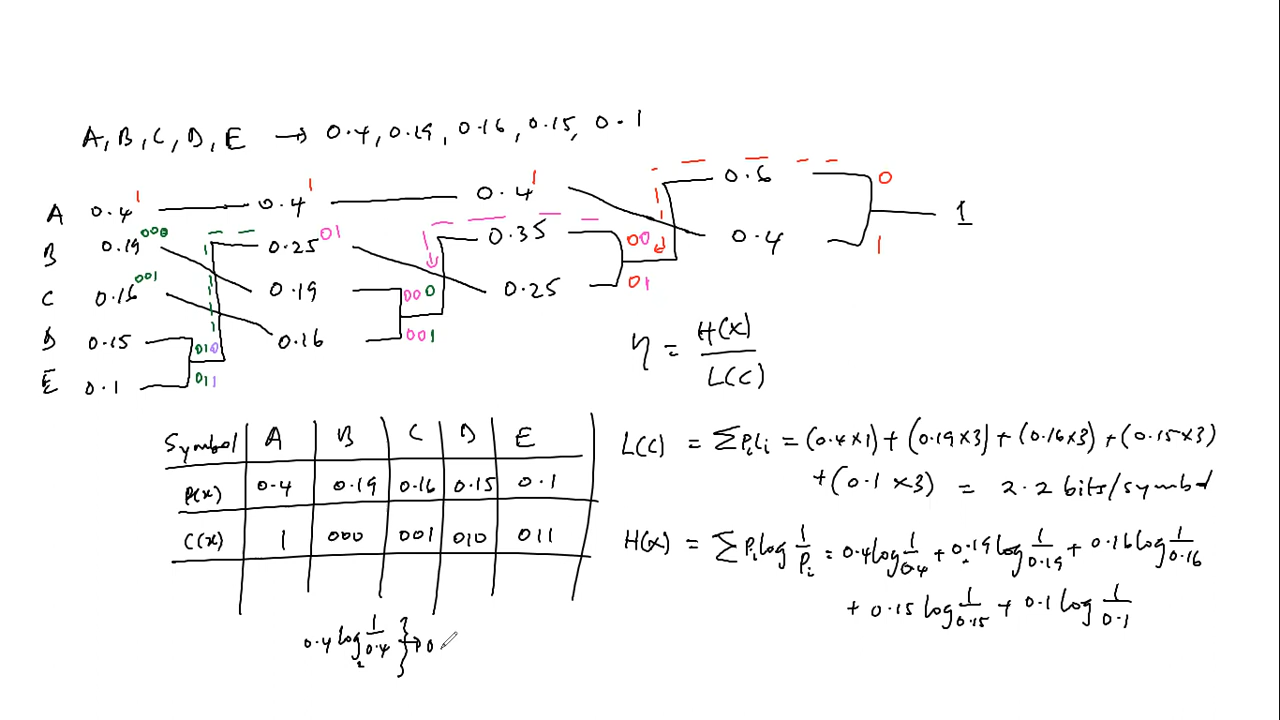 A, B, C, D, E → 0.4, 0.19, 0.16, 0.15, 0.1
A 0.4 1 0.4 1 0.4 1 0.6 0
B 0.19 000 0.25 01 0.35 00 0.4 1 1
C 0.16 001 0.19 000 0.25 01
D 0.15 010 0.16 001
E 0.1 011
η = H(X) / L(C)
Symbol A B C D E
P(x) 0.4 0.19 0.16 0.15 0.1
C(x) 1 000 001 010 011
L(C) = ΣPili = (0.4×1) + (0.19×3) + (0.16×3) + (0.15×3)
+ (0.1×3) = 2.2 bits/symbol
H(x) = ΣPi log 1/Pi = 0.4 log 1/0.4 + 0.19 log 1/0.19 + 0.16 log 1/0.16
+ 0.15 log 1/0.15 + 0.1 log 1/0.1
0.4 log2 1/0.4 } → 0